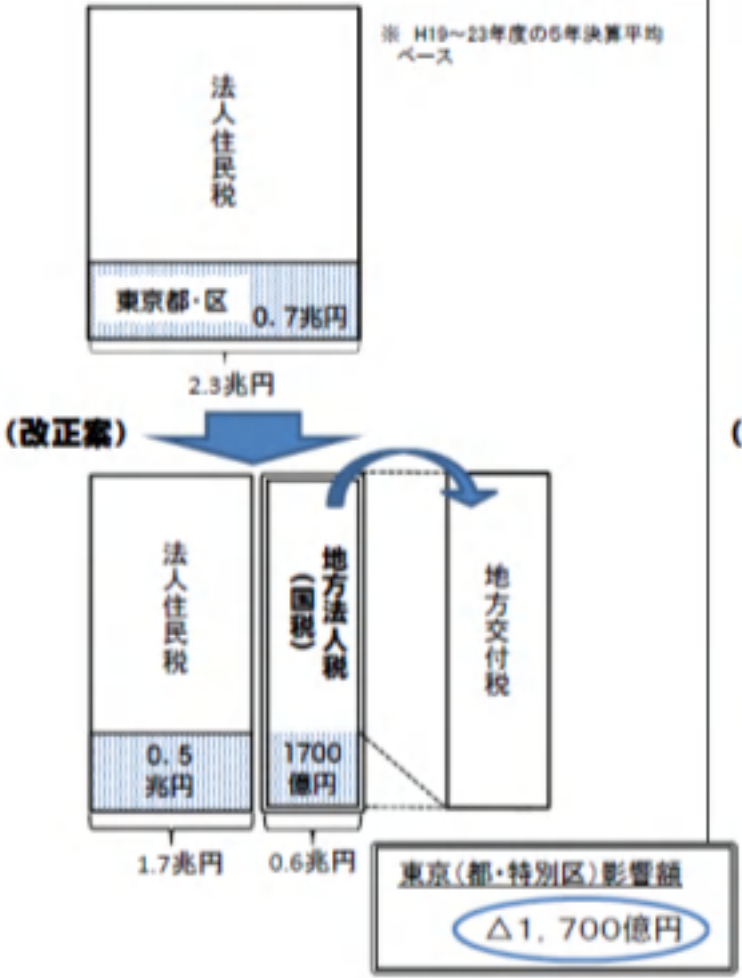 ※ H19~23年度の5年決算平均
ベース
法人住民税
東京都・区
0.7兆円
2.3兆円
(改正案)
(
法人住民税
地方法人税
(国税)
地方交付税
0.5
兆円
1700
億円
1.7兆円
0.6兆円
東京(都・特別区)影響額
△1,700億円